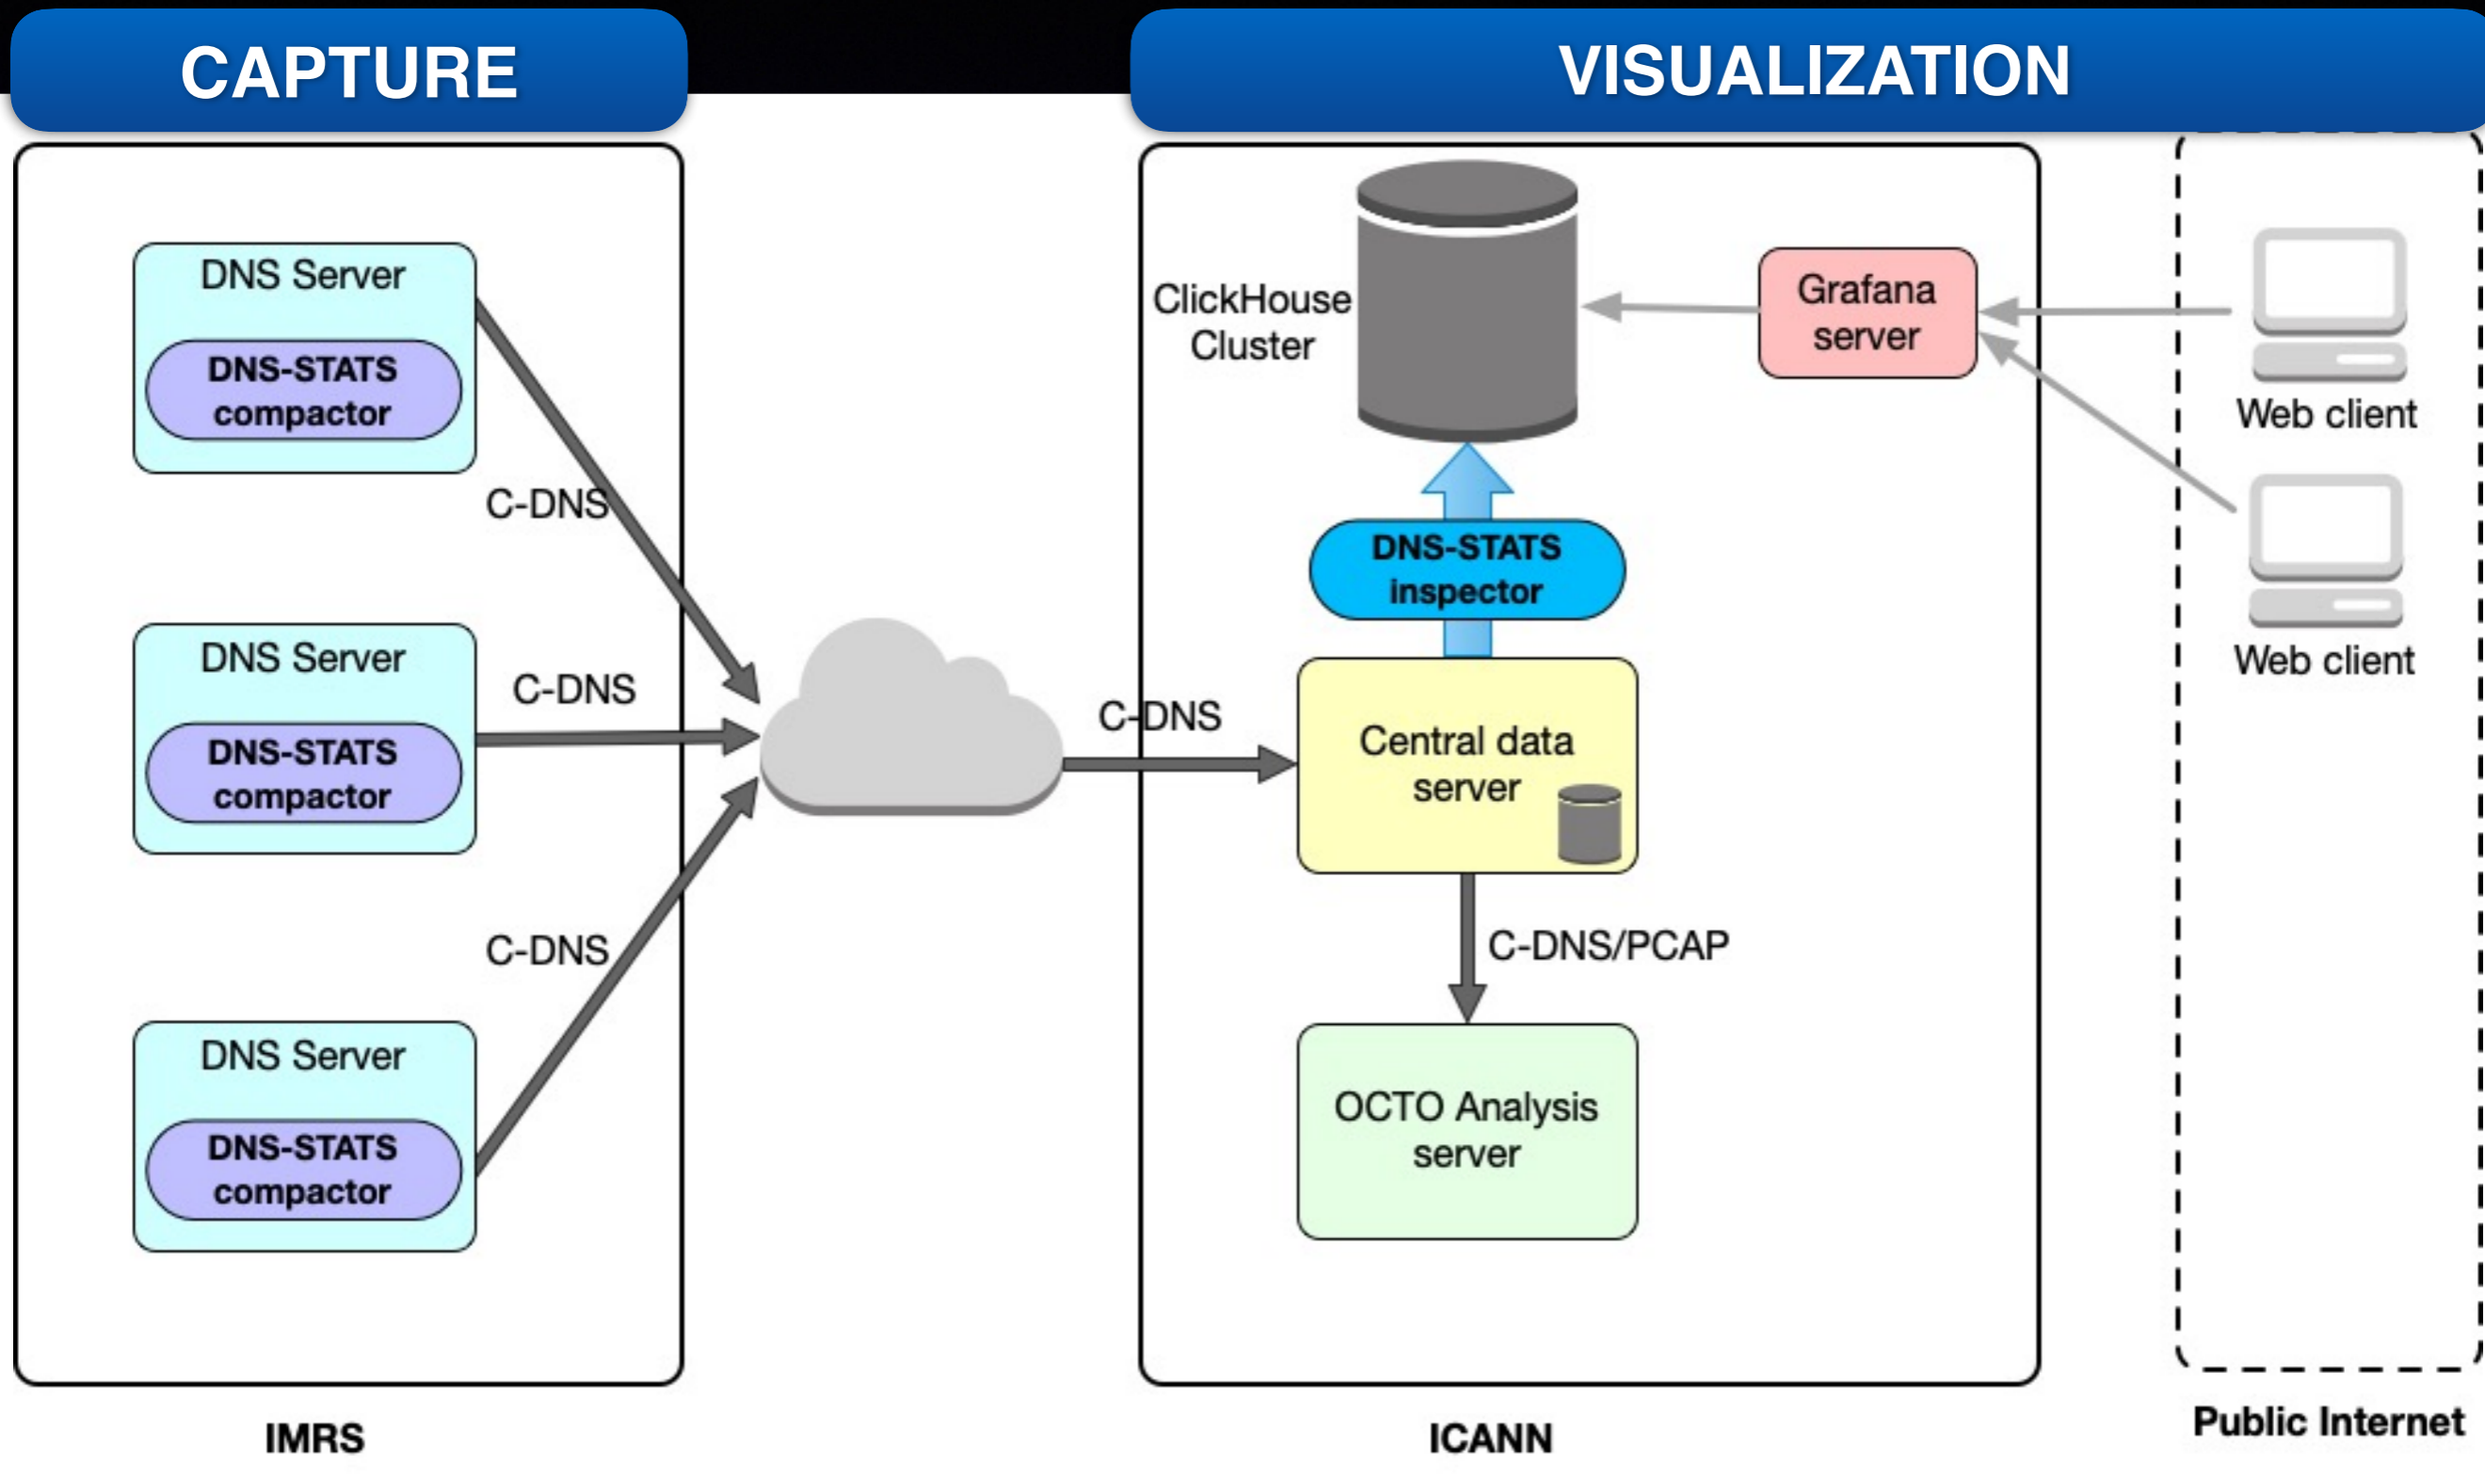 CAPTURE
VISUALIZATION
DNS Server
DNS-STATS
compactor
C-DNS
DNS Server
DNS-STATS
compactor
C-DNS
DNS Server
DNS-STATS
compactor
C-DNS
IMRS
C-DNS
ClickHouse
Cluster
Grafana
server
DNS-STATS
inspector
Central data
server
C-DNS/PCAP
OCTO Analysis
server
ICANN
Web client
Web client
Public Internet